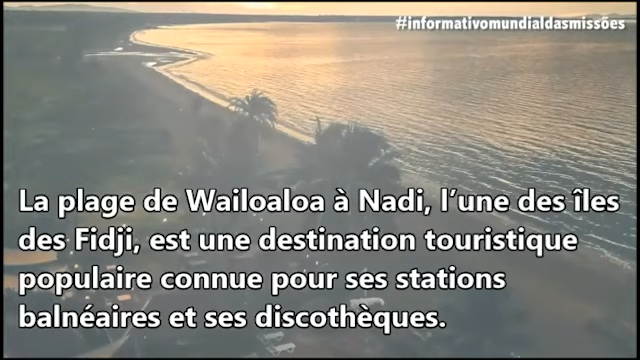 #informativomundialdasmissões
La plage de Wailoaloa à Nadi, l’une des îles
des Fidji, est une destination touristique
populaire connue pour ses stations
balnéaires et ses discothèques.